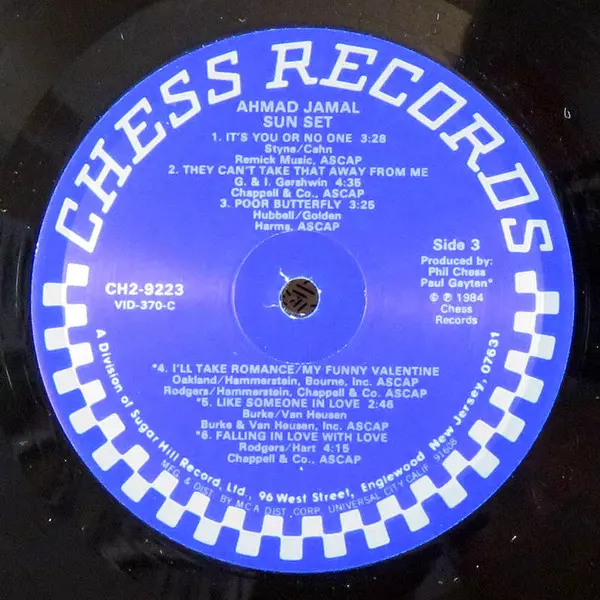 CHESS RECORDS
AHMAD JAMAL
SUN SET
1. IT'S YOU OR NO ONE 3:28
Styne/Cahn
Remick Music, ASCAP
2. THEY CAN'T TAKE THAT AWAY FROM ME
G. & I. Gershwin 4:35
Chappell & Co., ASCAP
3. POOR BUTTERFLY 3:25
Hubbell/Golden
Harms, ASCAP
Side 3
Produced by:
Phil Chess
Paul Gayten*
© ℗ 1984
Chess
Records
CH2-9223
VID-370-C
*4. I'LL TAKE ROMANCE/MY FUNNY VALENTINE
Oakland/Hammerstein, Bourne, Inc. ASCAP
Rodgers/Hammerstein, Chappell & Co. ASCAP
*5. LIKE SOMEONE IN LOVE 2:46
Burke/Van Heusen
Burke & Van Heusen, Inc. ASCAP
*6. FALLING IN LOVE WITH LOVE
Rodgers/Hart 4:15
Chappell & Co., ASCAP
A Division of Sugar Hill Record, Ltd., 96 West Street, Englewood New Jersey, 07631
MFG. & DIST. BY M C A DIST. CORP. UNIVERSAL CITY CALIF. 91608